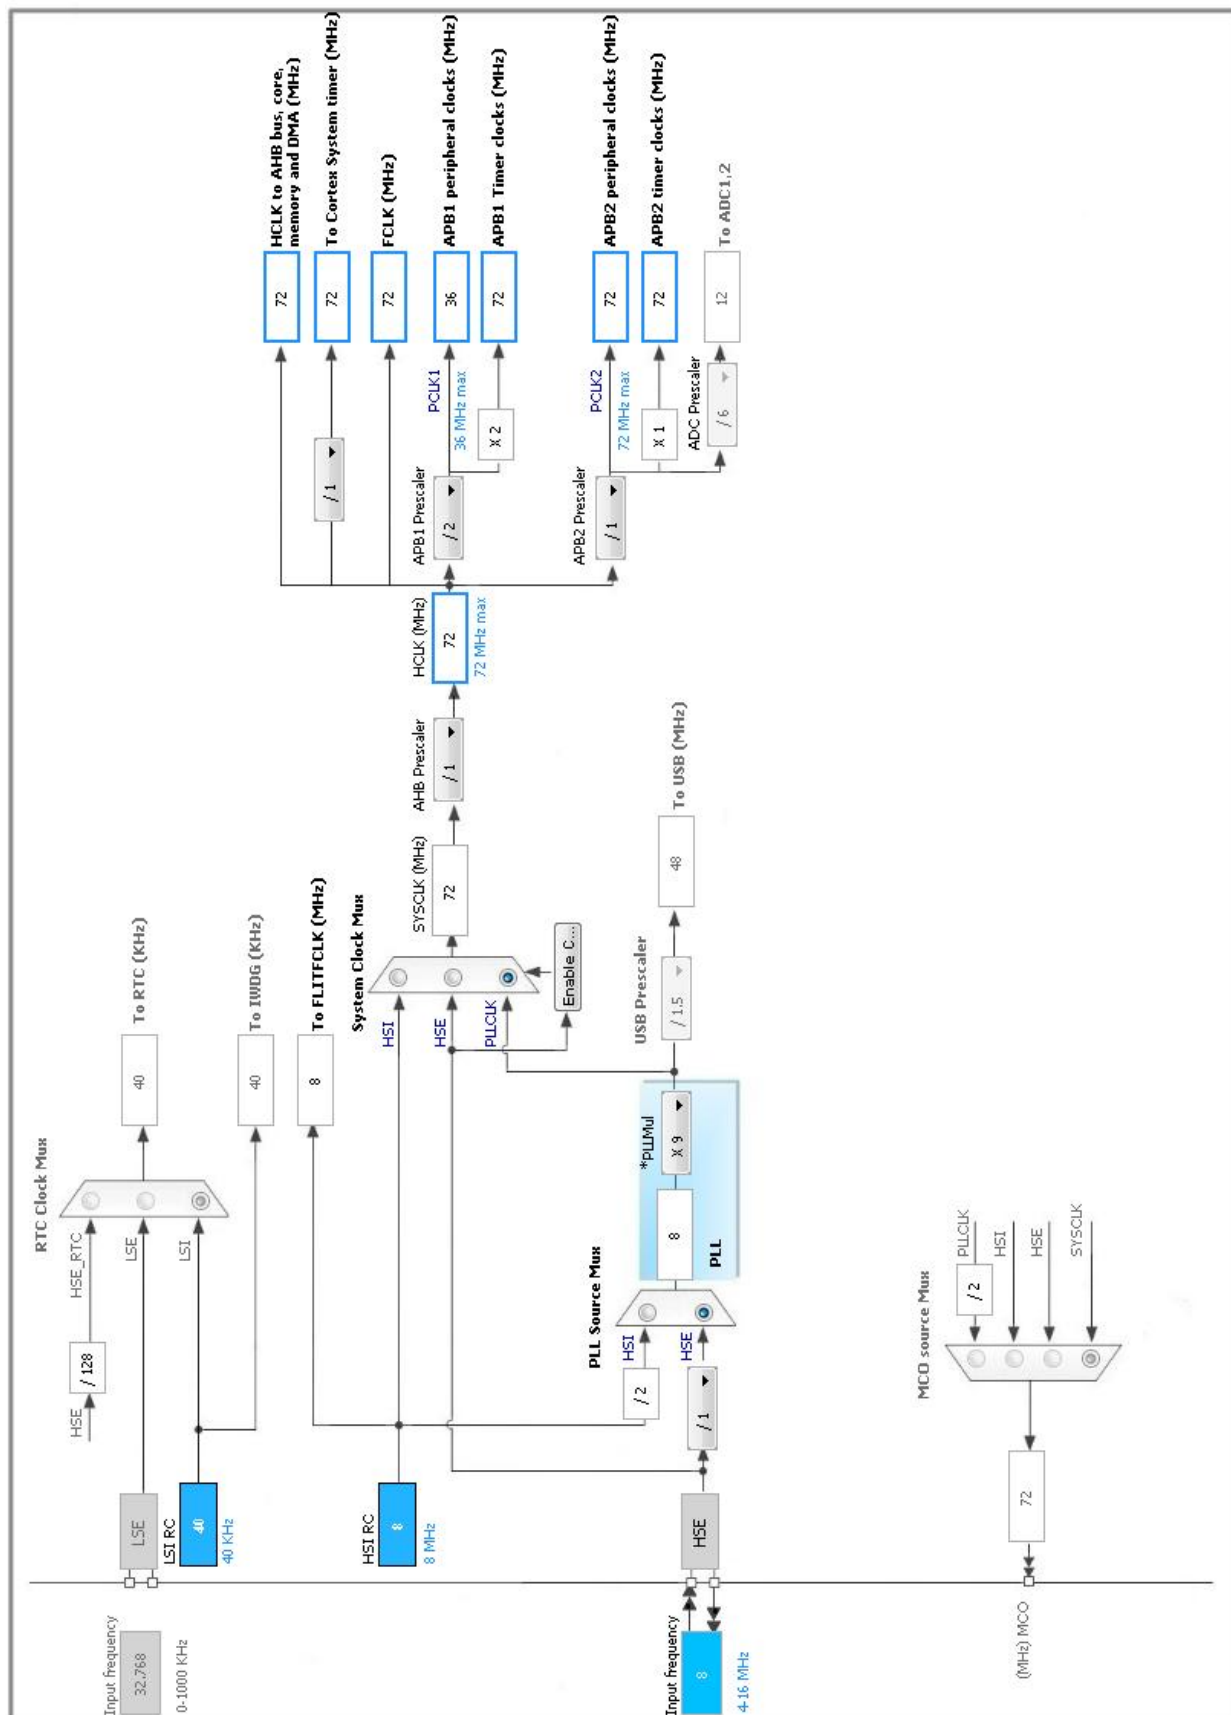 RTC Clock Mux
HSE
/ 128
HSE_RTC
Input frequency
32.768
0-1000 KHz
LSE
LSE
40
To RTC (KHz)
LSI RC
40
40 KHz
LSI
40
To IWDG (KHz)
8
To FLITFCLK (MHz)
HSI RC
8
8 MHz
System Clock Mux
HSI
HSE
PLLCLK
Enable C...
SYSCLK (MHz)
72
AHB Prescaler
/ 1
HCLK (MHz)
72
72 MHz max
72
HCLK to AHB bus, core,
memory and DMA (MHz)
/ 1
72
To Cortex System timer (MHz)
72
FCLK (MHz)
APB1 Prescaler
/ 2
PCLK1
36 MHz max
36
APB1 peripheral clocks (MHz)
X 2
72
APB1 Timer clocks (MHz)
APB2 Prescaler
/ 1
PCLK2
72 MHz max
72
APB2 peripheral clocks (MHz)
X 1
72
APB2 timer clocks (MHz)
ADC Prescaler
/ 6
12
To ADC1,2
PLL Source Mux
/ 2
HSI
Input frequency
8
4-16 MHz
HSE
/ 1
HSE
8
*PLLMul
X 9
PLL
USB Prescaler
/ 1.5
48
To USB (MHz)
MCO source Mux
(MHz) MCO
72
/ 2
PLLCLK
HSI
HSE
SYSCLK